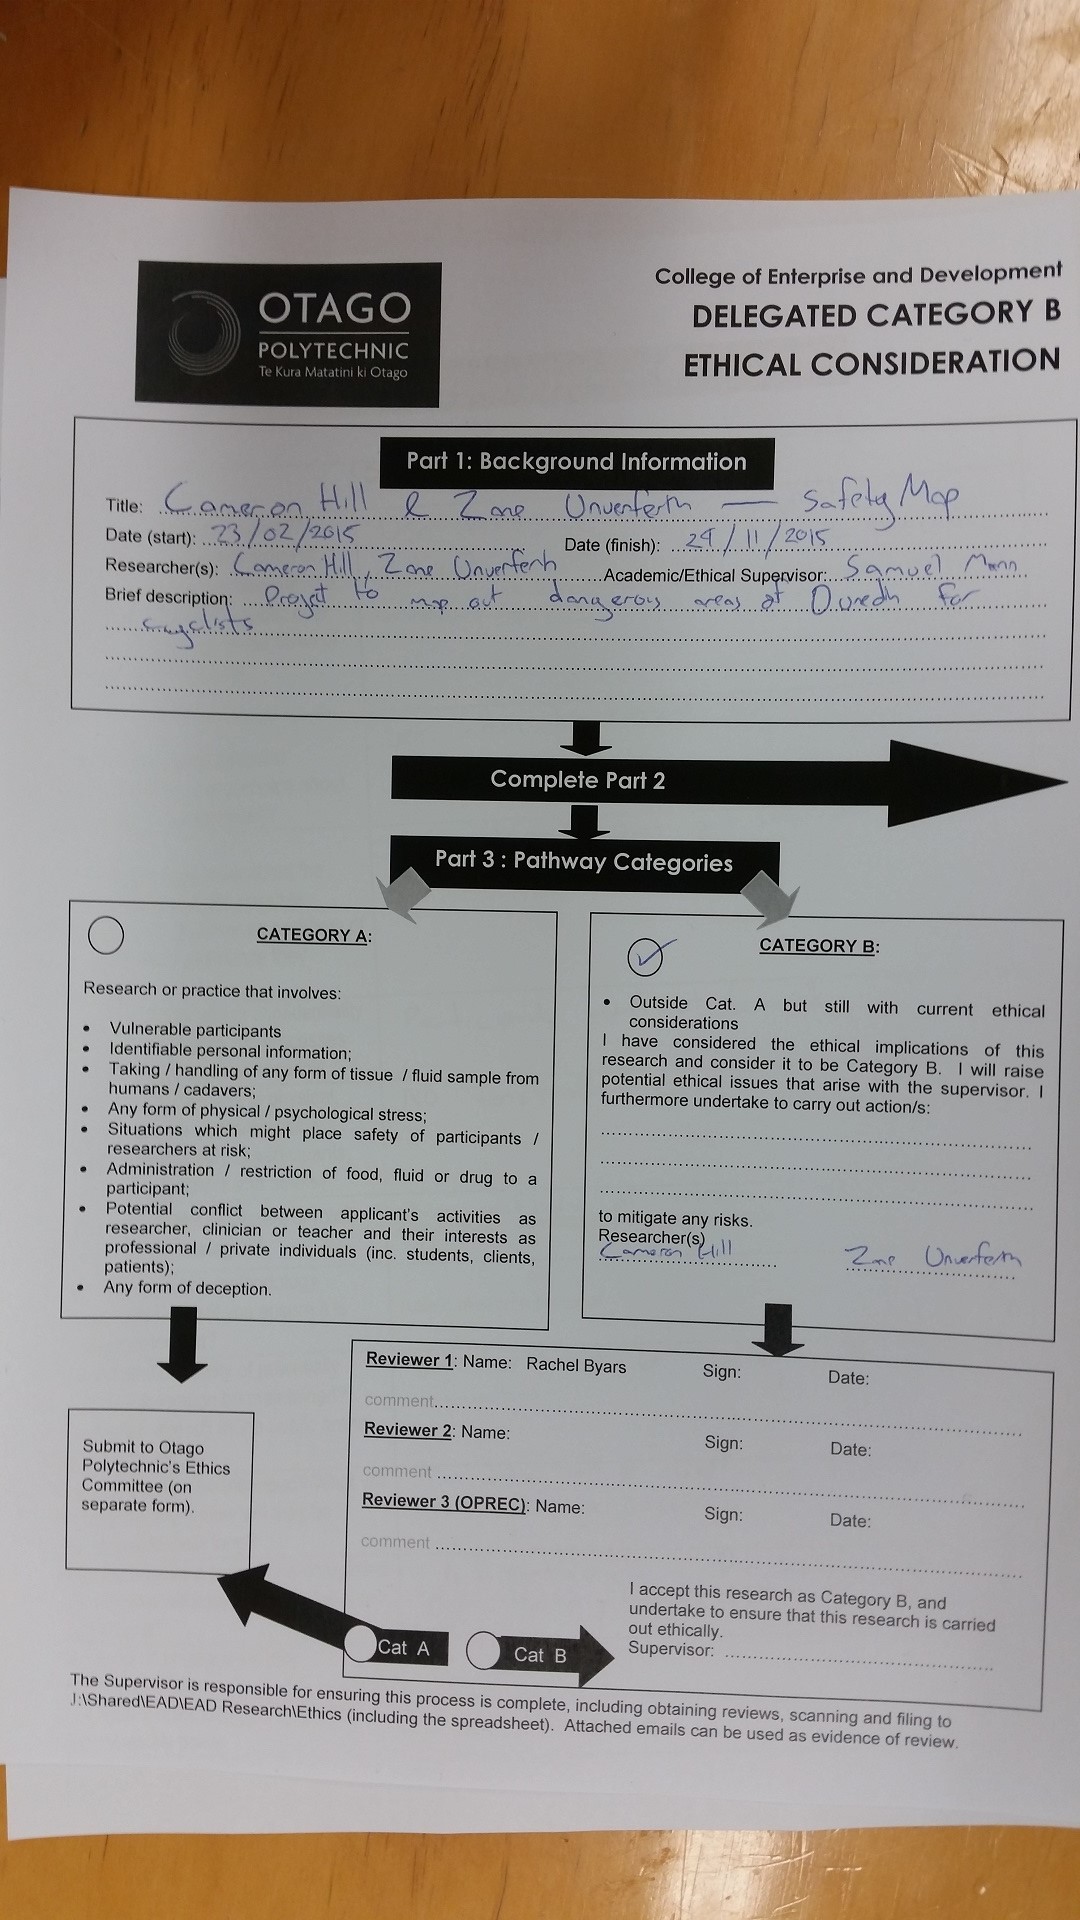 College of Enterprise and Development
OTAGO
POLYTECHNIC
Te Kura Matatini ki Otago
DELEGATED CATEGORY B
ETHICAL CONSIDERATION
Part 1: Background Information
Title: Cameron Hill & Zane Unverferth — Safety Map
Date (start): 23/02/2015 Date (finish): 24/11/2015
Researcher(s): Cameron Hill, Zane Unverferth Academic/Ethical Supervisor: Samuel Mann
Brief description: Project to map out dangerous areas of Dunedin for
cyclists
Complete Part 2
Part 3 : Pathway Categories
CATEGORY A:
Research or practice that involves:
• Vulnerable participants
• Identifiable personal information;
• Taking / handling of any form of tissue / fluid sample from
humans / cadavers;
• Any form of physical / psychological stress;
• Situations which might place safety of participants /
researchers at risk;
• Administration / restriction of food, fluid or drug to a
participant;
• Potential conflict between applicant's activities as
researcher, clinician or teacher and their interests as
professional / private individuals (inc. students, clients,
patients);
• Any form of deception.
CATEGORY B:
• Outside Cat. A but still with current ethical
considerations
I have considered the ethical implications of this
research and consider it to be Category B. I will raise
potential ethical issues that arise with the supervisor. I
furthermore undertake to carry out action/s:
to mitigate any risks.
Researcher(s)
Cameron Hill Zane Unverferth
Submit to Otago
Polytechnic's Ethics
Committee (on
separate form).
Reviewer 1: Name: Rachel Byars Sign: Date:
comment
Reviewer 2: Name: Sign: Date:
comment
Reviewer 3 (OPREC): Name: Sign: Date:
comment
I accept this research as Category B, and
undertake to ensure that this research is carried
out ethically.
Supervisor:
Cat A Cat B
The Supervisor is responsible for ensuring this process is complete, including obtaining reviews, scanning and filing to
J:\Shared\EAD\EAD Research\Ethics (including the spreadsheet). Attached emails can be used as evidence of review.